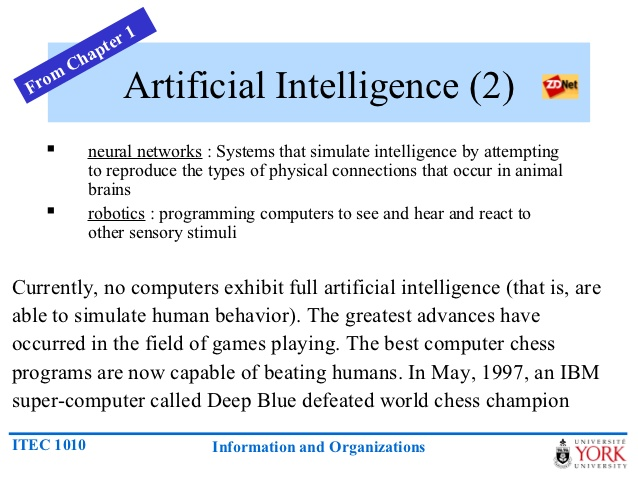 From Chapter 1
Artificial Intelligence (2)
ZDNet
neural networks : Systems that simulate intelligence by attempting
to reproduce the types of physical connections that occur in animal
brains
robotics : programming computers to see and hear and react to
other sensory stimuli
Currently, no computers exhibit full artificial intelligence (that is, are
able to simulate human behavior). The greatest advances have
occurred in the field of games playing. The best computer chess
programs are now capable of beating humans. In May, 1997, an IBM
super-computer called Deep Blue defeated world chess champion
ITEC 1010
Information and Organizations
UNIVERSITÉ
YORK
UNIVERSITY